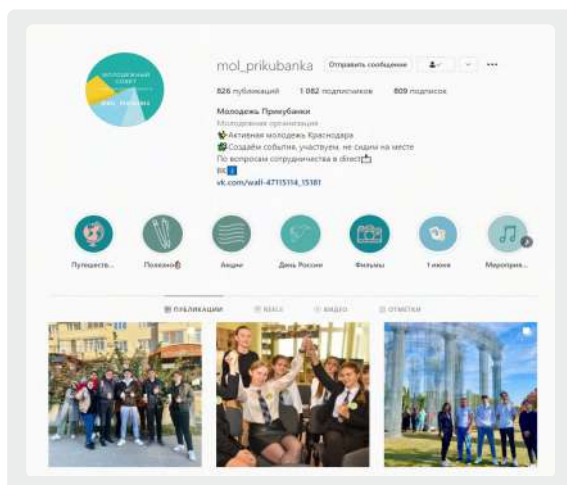 mol_prikubanka Отправить сообщение
826 публикаций 1 082 подписчиков 809 подписок
Молодежь Прикубанки
Молодежная организация
Активная молодежь Краснодара
Создаём события, участвуем, не сидим на месте
По вопросам сотрудничества в direct
ВК
vk.com/wall-47115114_15181
МОЛОДЕЖНЫЙ
СОВЕТ
Путешеств...
Полезно
Акции
День России
Фильмы
1 июня
Мероприя...
ПУБЛИКАЦИИ
REELS
ВИДЕО
ОТМЕТКИ